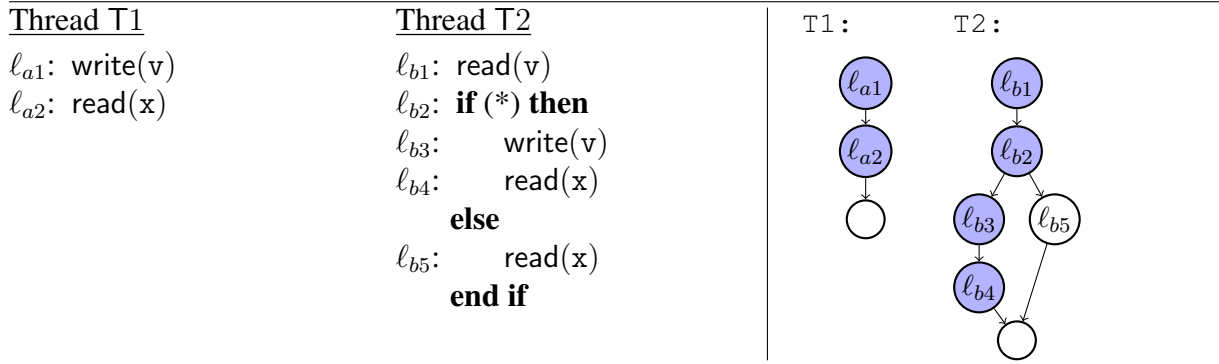 Thread T1
ℓa1: write(v)
ℓa2: read(x)
Thread T2
ℓb1: read(v)
ℓb2: if (*) then
ℓb3: write(v)
ℓb4: read(x)
else
ℓb5: read(x)
end if
T1: T2:
ℓa1 ℓb1
ℓa2 ℓb2
ℓb3 ℓb5
ℓb4